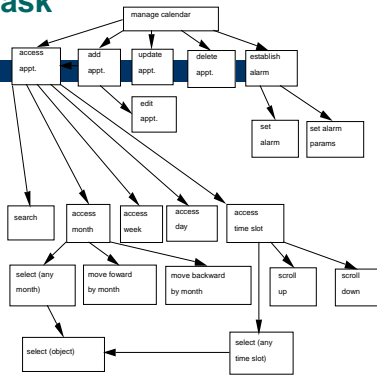 ask
manage calendar
access
appt.
add
appt.
update
appt.
delete
appt.
establish
alarm
edit
appt.
set
alarm
set alarm
params
search
access
month
access
week
access
day
access
time slot
select (any
month)
move foward
by month
move backward
by month
scroll
up
scroll
down
select (object)
select (any
time slot)